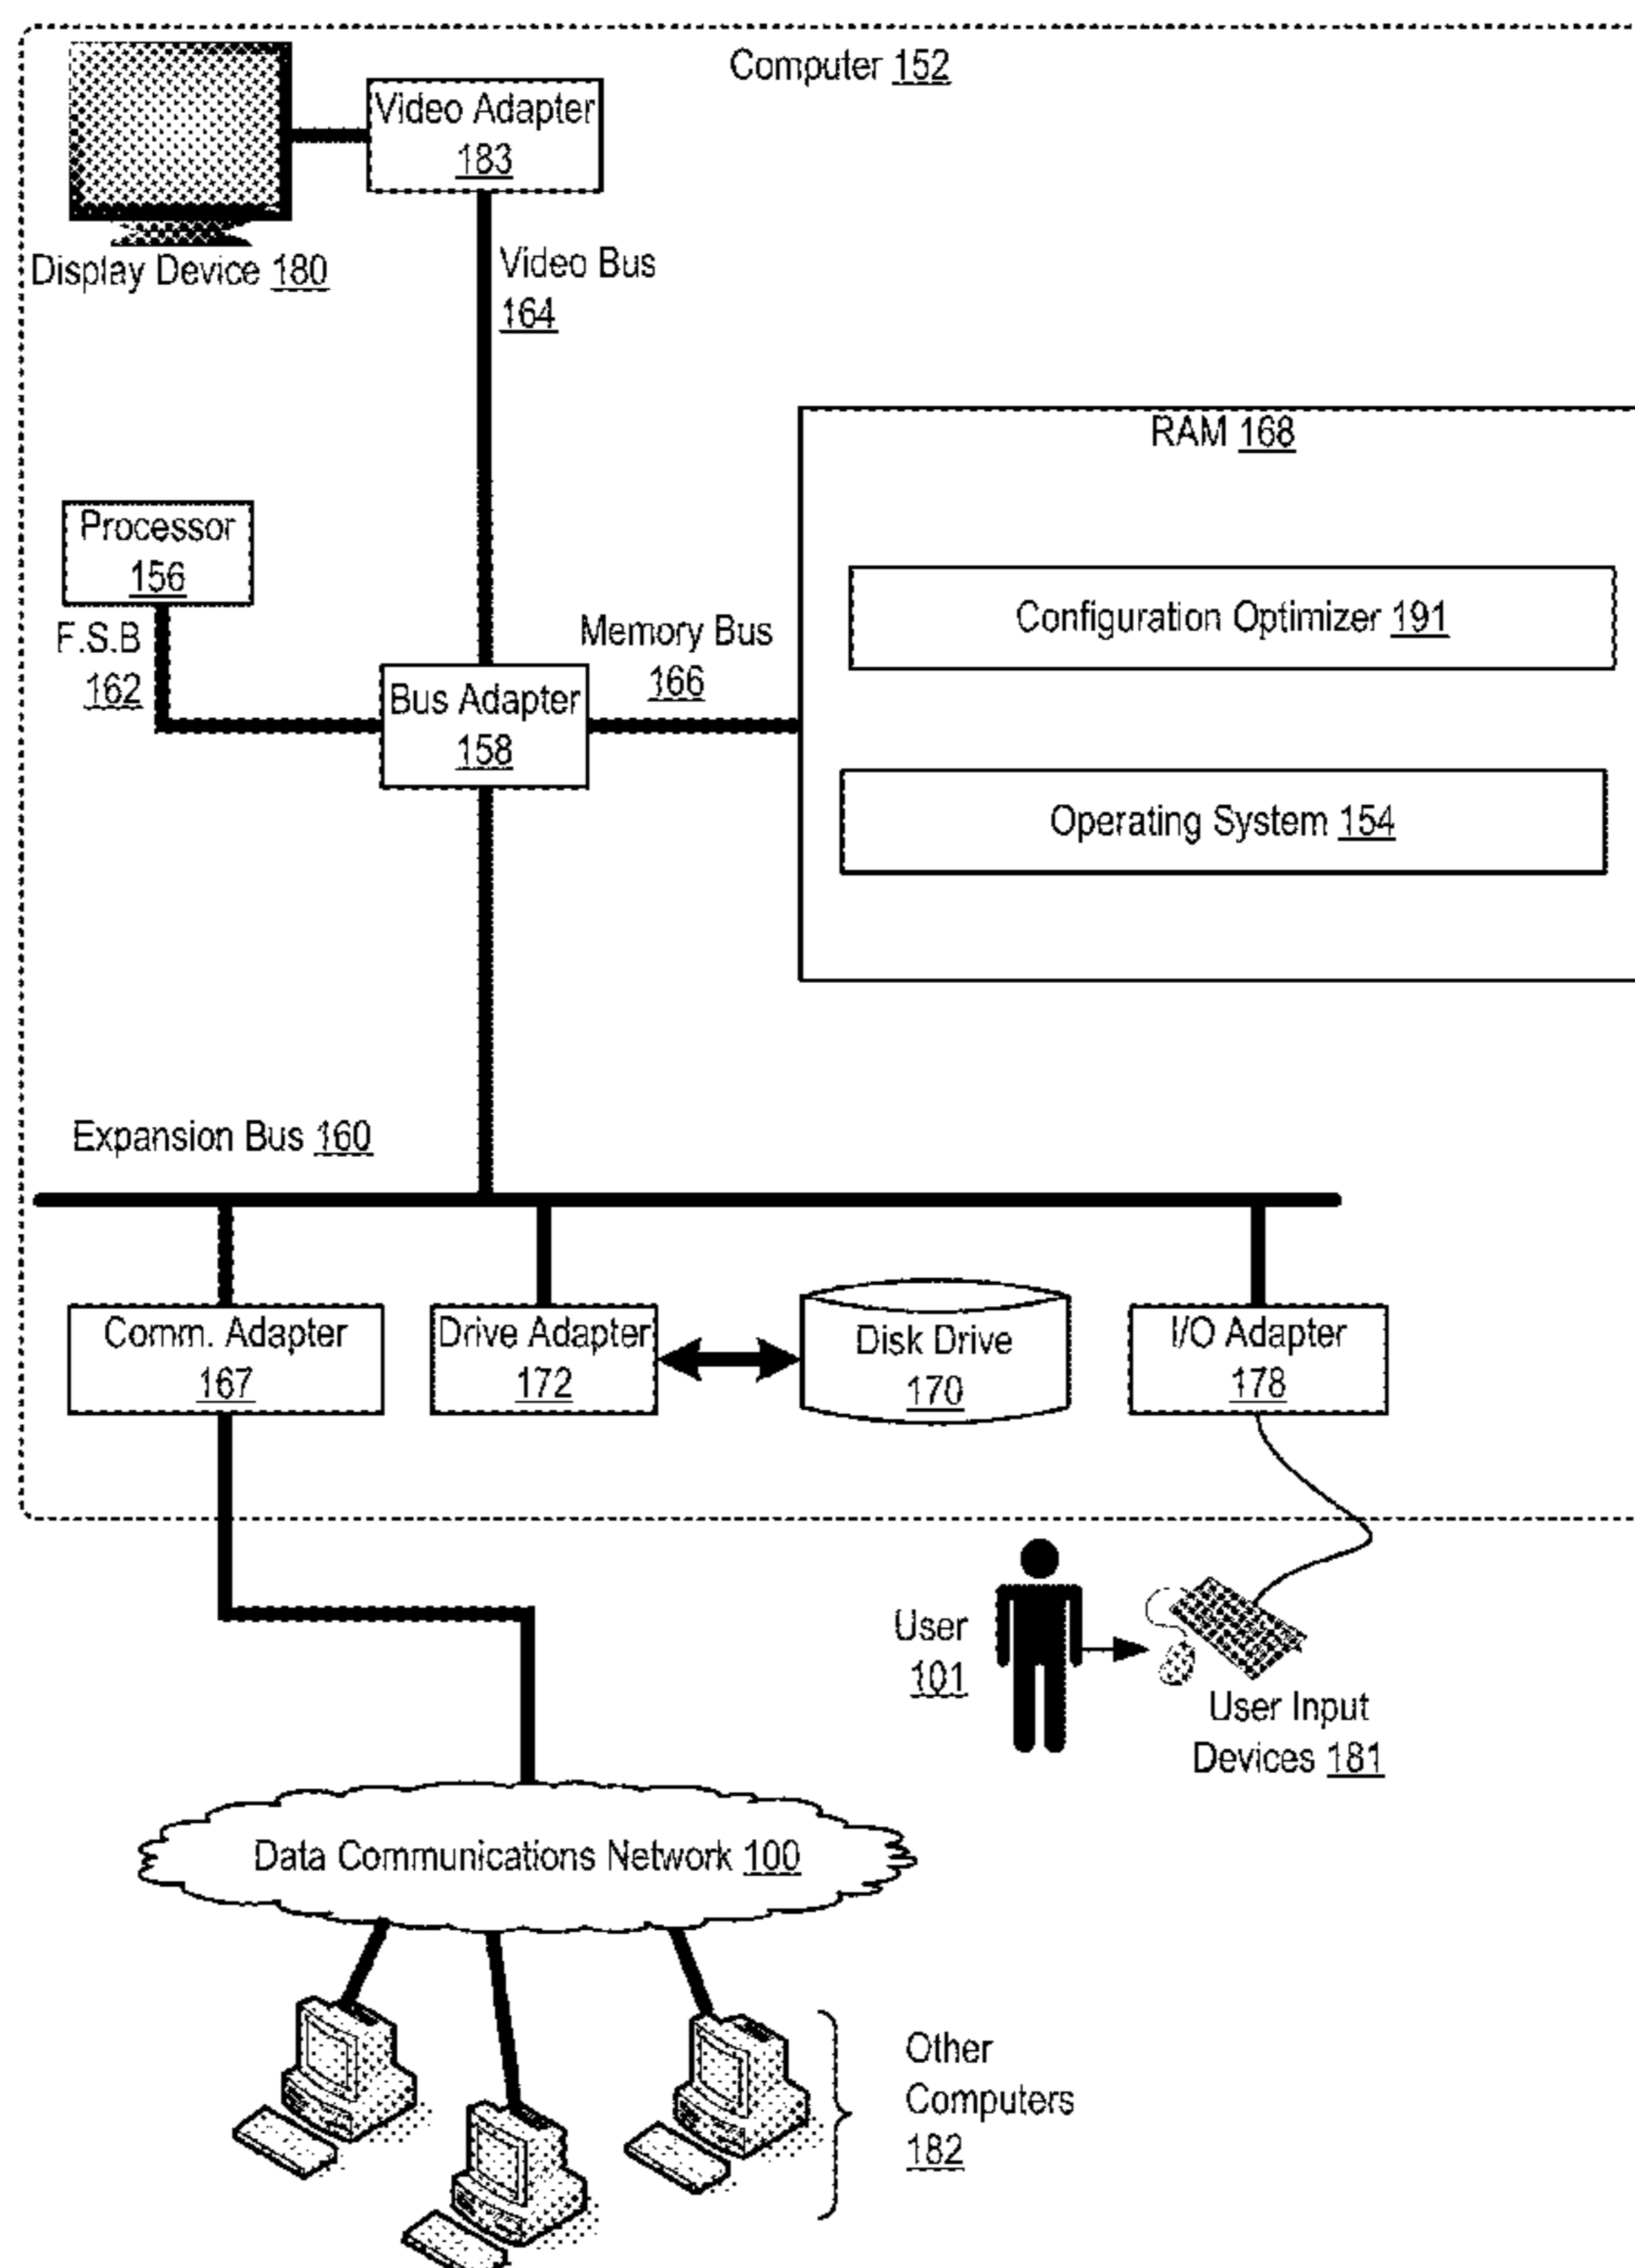 Computer 152
Video Adapter
183
Display Device 180
Video Bus
164
RAM 168
Processor
156
Configuration Optimizer 191
F.S.B
162
Memory Bus
166
Bus Adapter
158
Operating System 154
Expansion Bus 160
Comm. Adapter
167
Drive Adapter
172
Disk Drive
170
I/O Adapter
178
User
101
User Input
Devices 181
Data Communications Network 100
Other
Computers
182